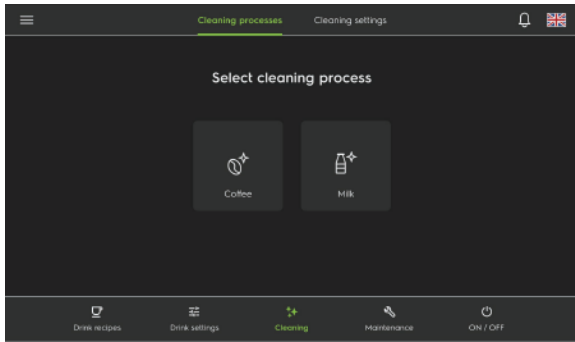 Cleaning processes Cleaning settings
Select cleaning process
Coffee Milk
Drink recipes Drink settings Cleaning Maintenance ON / OFF